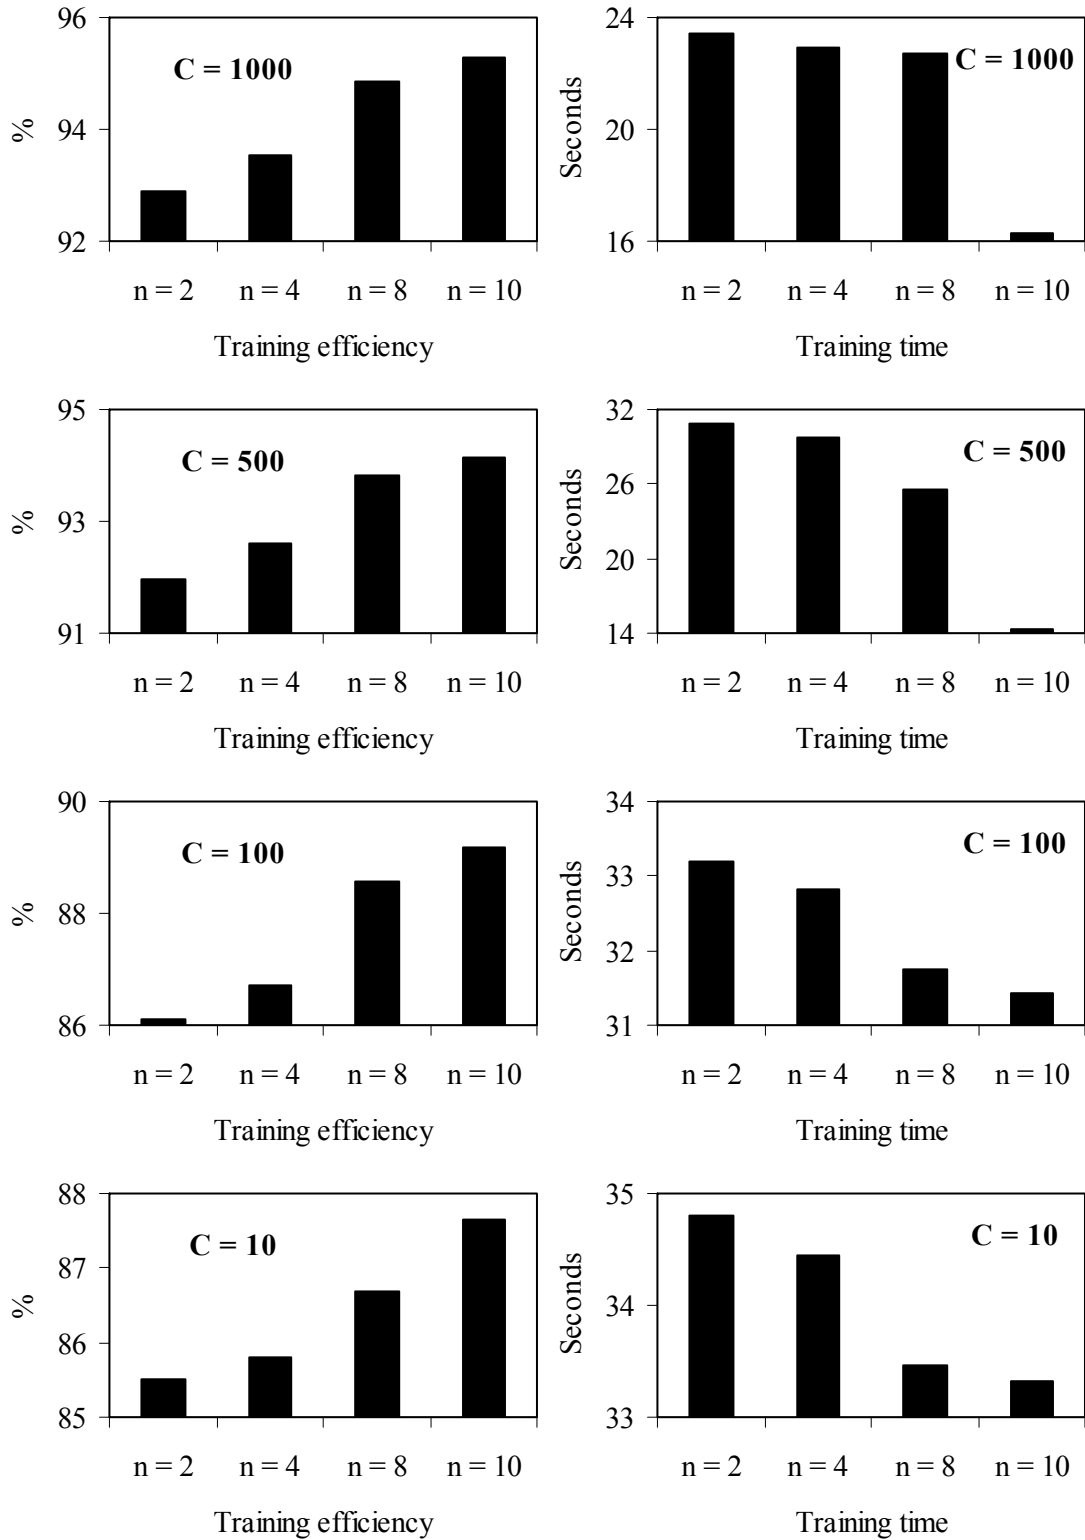 96
94
92
%
C = 1000
n = 2 n = 4 n = 8 n = 10
Training efficiency
24
20
16
Seconds
C = 1000
n = 2 n = 4 n = 8 n = 10
Training time
95
93
91
%
C = 500
n = 2 n = 4 n = 8 n = 10
Training efficiency
32
26
20
14
Seconds
C = 500
n = 2 n = 4 n = 8 n = 10
Training time
90
88
86
%
C = 100
n = 2 n = 4 n = 8 n = 10
Training efficiency
34
33
32
31
Seconds
C = 100
n = 2 n = 4 n = 8 n = 10
Training time
88
87
86
85
%
C = 10
n = 2 n = 4 n = 8 n = 10
Training efficiency
35
34
33
Seconds
C = 10
n = 2 n = 4 n = 8 n = 10
Training time